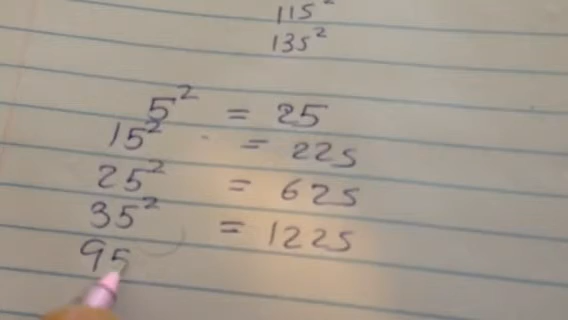 115²
135²
5² = 25
15² = 225
25² = 625
35² = 1225
95